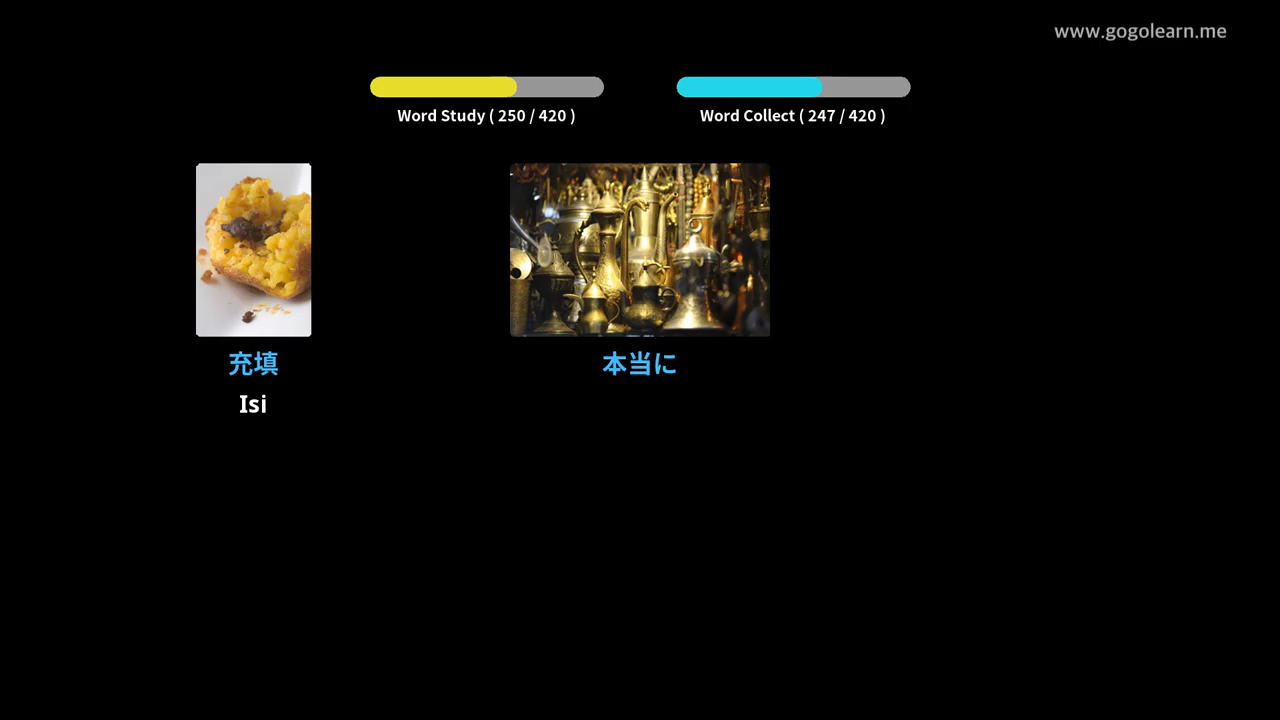 www.gogolearn.me
Word Study ( 250 / 420 )
Word Collect ( 247 / 420 )
充填
Isi
本当に